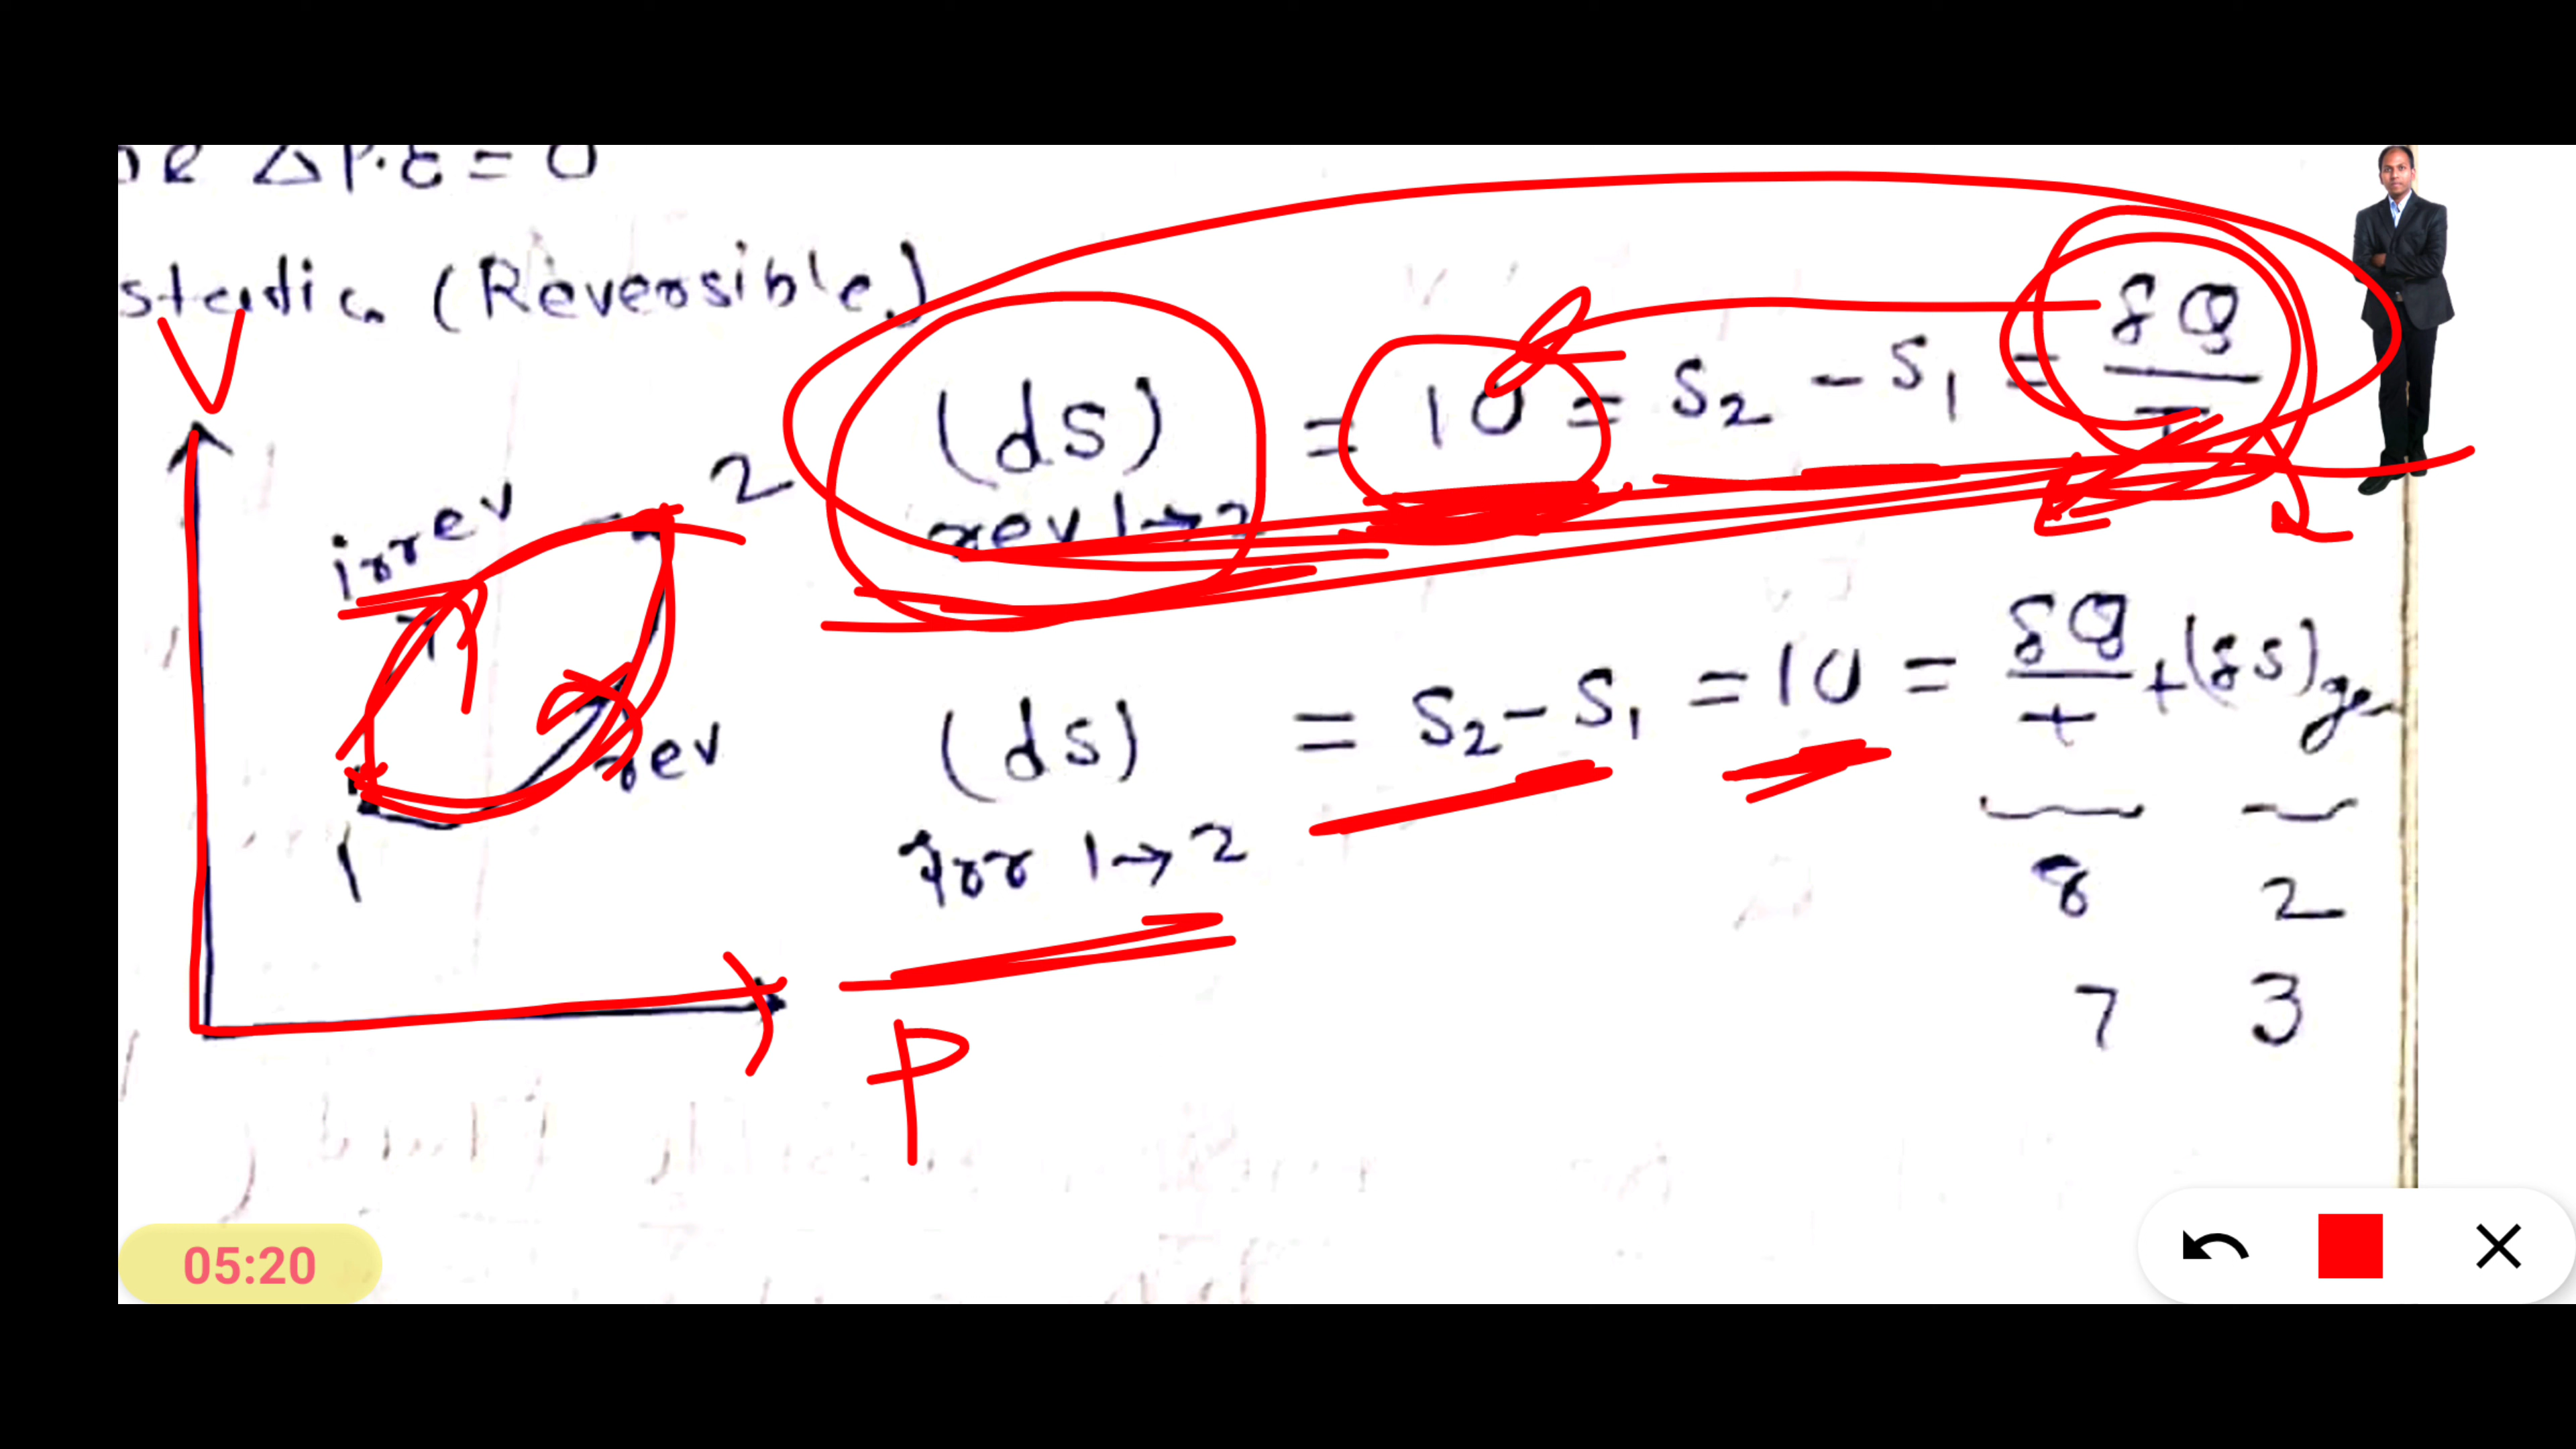 ΔP.E = 0
static (Reversible)
V
irrev
2
(ds) = 10 = S₂ - S₁ = δQ/T
rev 1→2
rev
1
(ds) = S₂ - S₁ = 10 = δQ/T + (δs)gen
irr 1→2
8 2
7 3
P
05:20